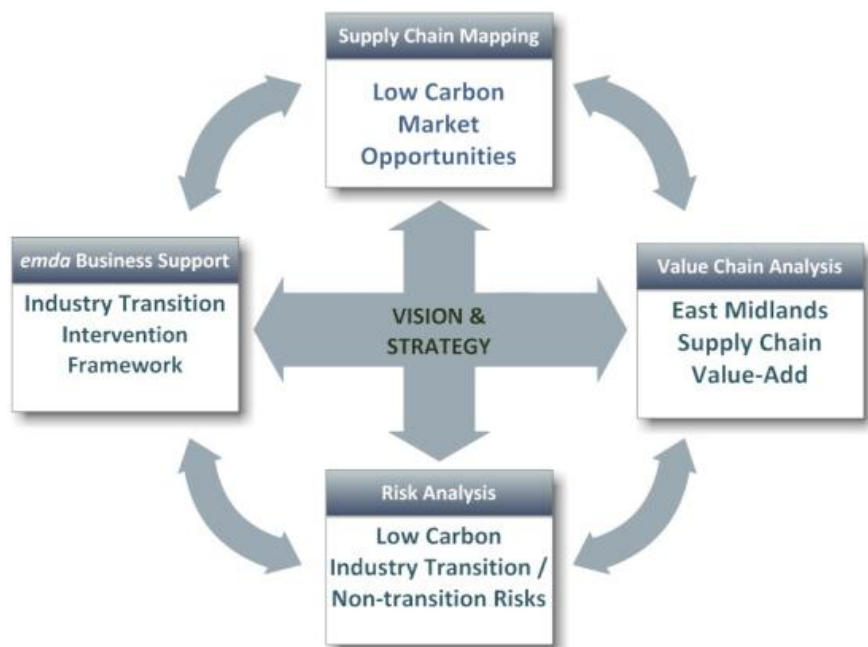 Supply Chain Mapping
Low Carbon
Market
Opportunities
emda Business Support
Industry Transition
Intervention
Framework
VISION &
STRATEGY
Value Chain Analysis
East Midlands
Supply Chain
Value-Add
Risk Analysis
Low Carbon
Industry Transition /
Non-transition Risks